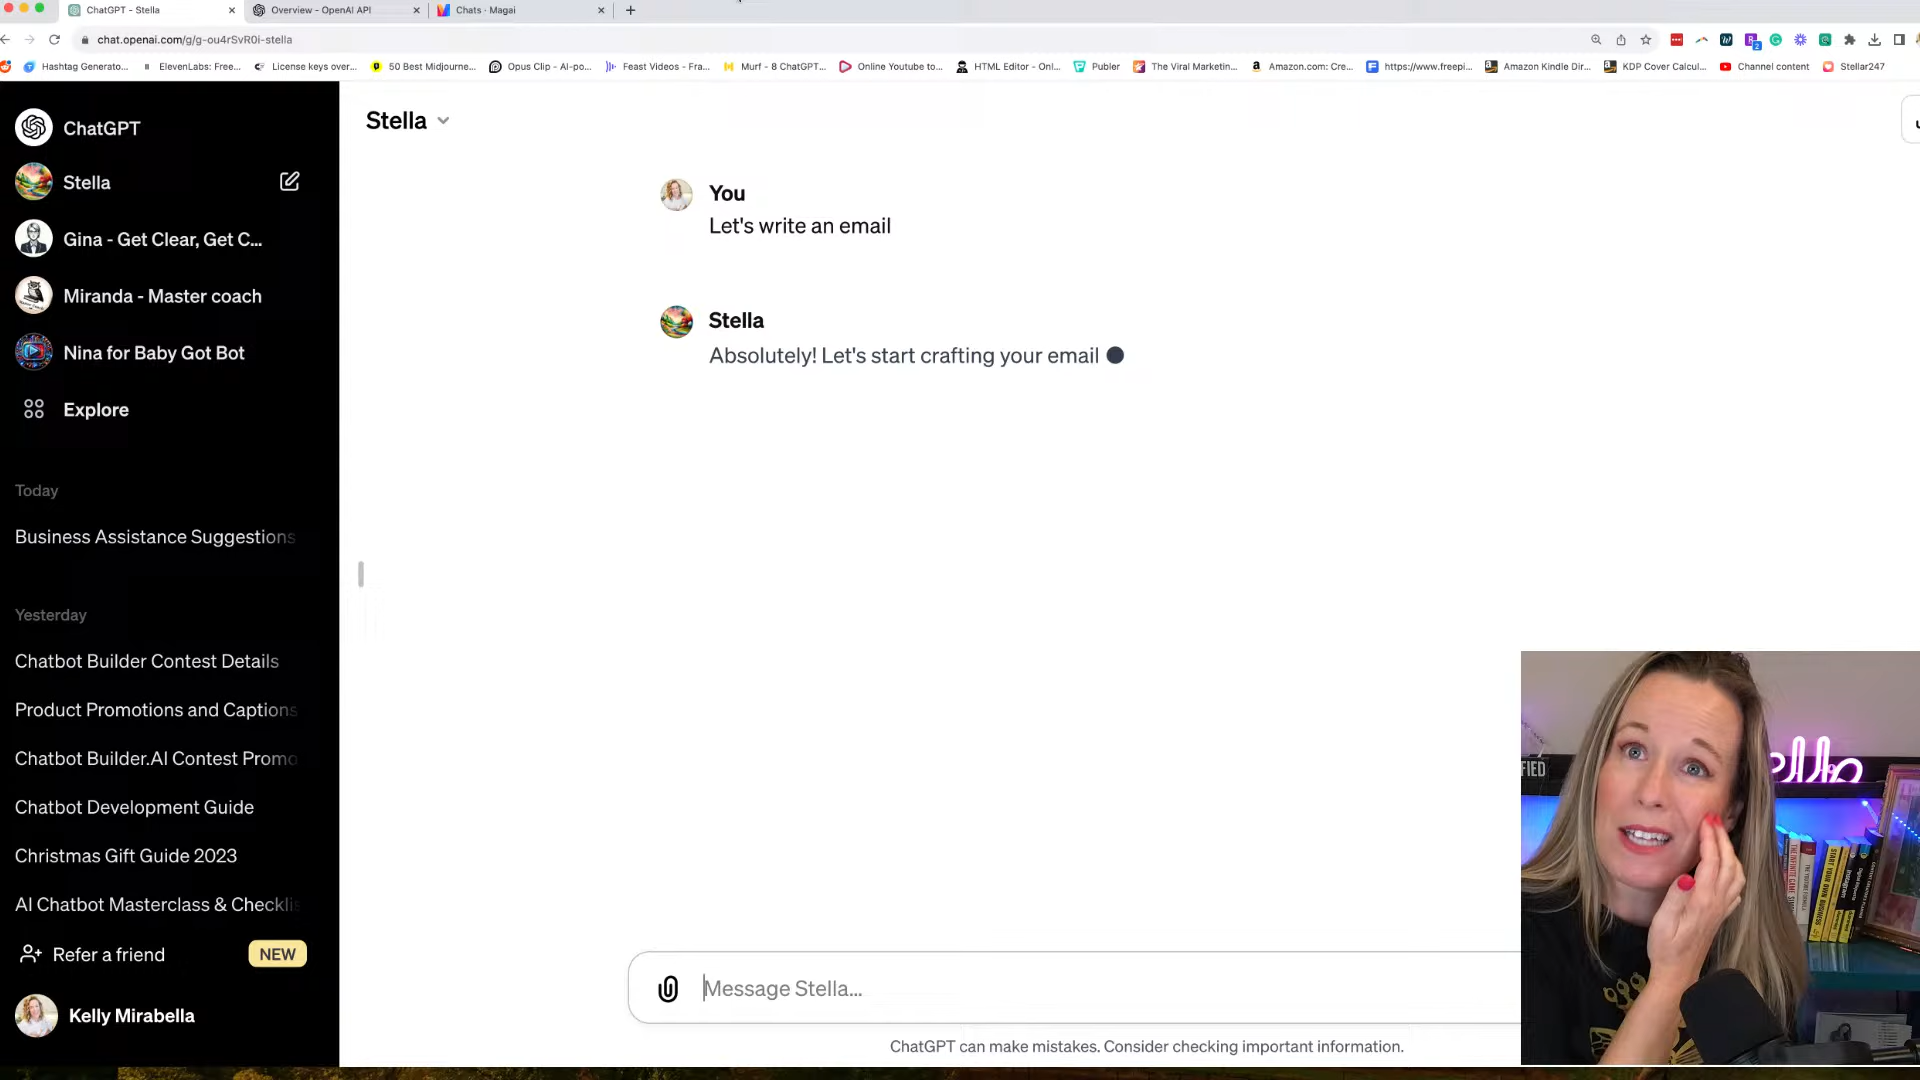 ChatGPT - Stella
Overview - OpenAI API
Chats · Magai
chat.openai.com/g/g-ou4rSvR0i-stella
Hashtag Generato...
ElevenLabs: Free...
License keys over...
50 Best Midjourne...
Opus Clip - AI-po...
Feast Videos - Fra...
Murf - 8 ChatGPT...
Online Youtube to...
HTML Editor - Onl...
Publer
The Viral Marketin...
Amazon.com: Cre...
https://www.freepi...
Amazon Kindle Dir...
KDP Cover Calcul...
Channel content
Stellar247
ChatGPT
Stella
Gina - Get Clear, Get C...
Miranda - Master coach
Nina for Baby Got Bot
Explore
Today
Business Assistance Suggestions
Yesterday
Chatbot Builder Contest Details
Product Promotions and Captions
Chatbot Builder.AI Contest Promo
Chatbot Development Guide
Christmas Gift Guide 2023
AI Chatbot Masterclass & Checklis
Refer a friend
NEW
Kelly Mirabella
Stella
You
Let's write an email
Stella
Absolutely! Let's start crafting your email
Message Stella...
ChatGPT can make mistakes. Consider checking important information.
FIED
START YOUR OWN BUSINESS